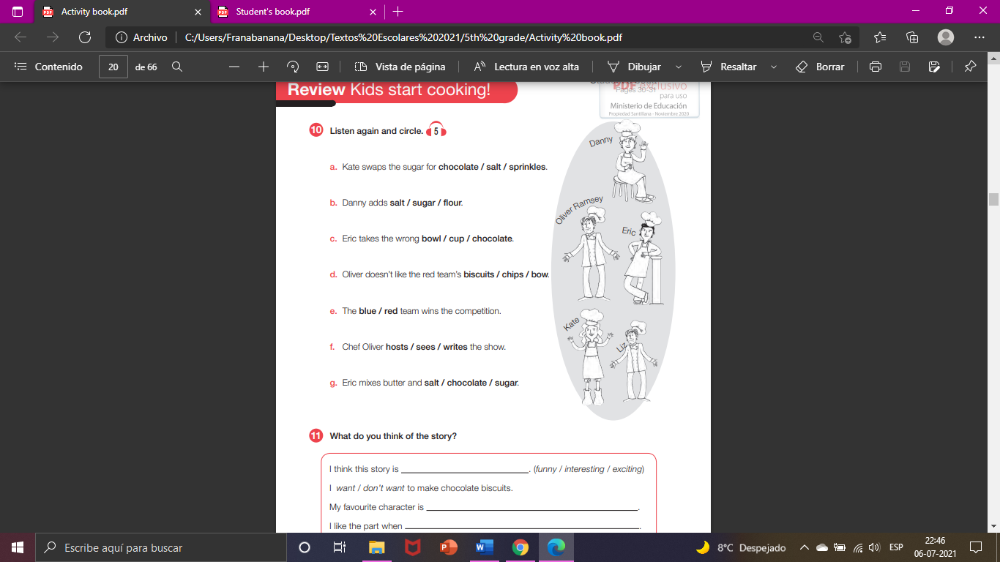 Activity book.pdf
Student's book.pdf
Archivo
C:/Users/Franabanana/Desktop/Textos%20Escolares%202021/5th%20grade/Activity%20book.pdf
Contenido
20
de 66
Vista de página
Lectura en voz alta
Dibujar
Resaltar
Borrar
Review Kids start cooking!
Pages 30-31
PDF exclusivo
para uso
Ministerio de Educación
Propiedad Santillana - Noviembre 2020
10 Listen again and circle. 5
a. Kate swaps the sugar for chocolate / salt / sprinkles.
b. Danny adds salt / sugar / flour.
c. Eric takes the wrong bowl / cup / chocolate.
d. Oliver doesn't like the red team's biscuits / chips / bow.
e. The blue / red team wins the competition.
f. Chef Oliver hosts / sees / writes the show.
g. Eric mixes butter and salt / chocolate / sugar.
Danny
Oliver Ramsey
Eric
Kate
Liz
11 What do you think of the story?
I think this story is ____________________. (funny / interesting / exciting)
I want / don't want to make chocolate biscuits.
My favourite character is ____________________.
I like the part when ____________________.
Escribe aquí para buscar
8°C Despejado
ESP
22:46
06-07-2021